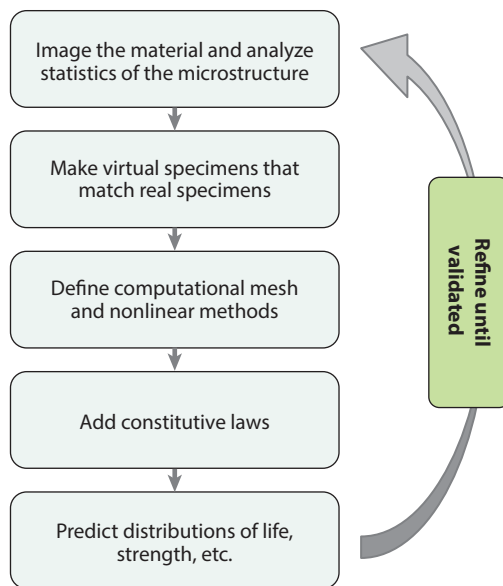 Image the material and analyze
statistics of the microstructure
Make virtual specimens that
match real specimens
Define computational mesh
and nonlinear methods
Add constitutive laws
Predict distributions of life,
strength, etc.
Refine until
validated